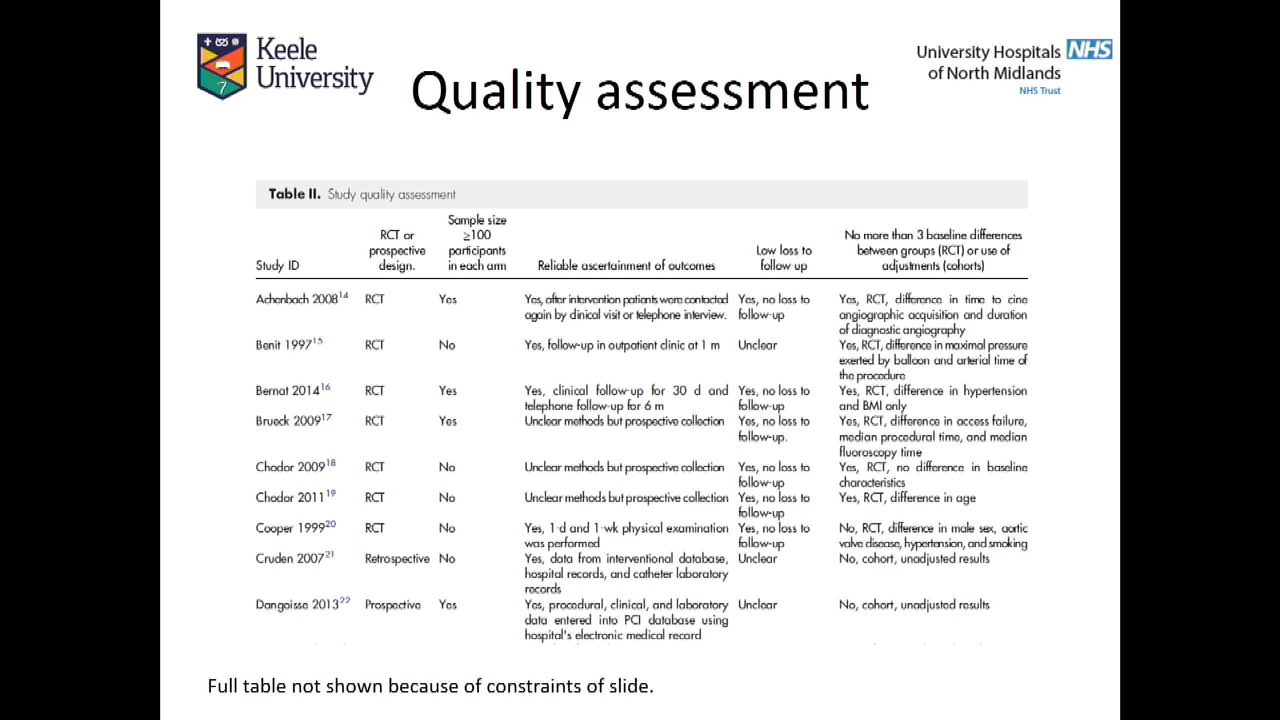 Keele
University
University Hospitals NHS
of North Midlands
NHS Trust
Quality assessment
Table II. Study quality assessment
Study ID
RCT or
prospective
design.
Sample size
≥100
participants
in each arm
Reliable ascertainment of outcomes
Low loss to
follow-up
No more than 3 baseline differences
between groups (RCT) or use of
adjustments (cohorts)
Achenbach 2008¹⁴
RCT
Yes
Yes, after intervention patients were contacted
again by clinical visit or telephone interview.
Yes, no loss to
follow-up
Yes, RCT, difference in time to cine
angiographic acquisition and duration
of diagnostic angiography
Benit 1997¹⁵
RCT
No
Yes, follow-up in outpatient clinic at 1 m
Unclear
Yes, RCT, difference in maximal pressure
exerted by balloon and arterial time of
the procedure
Bernat 2014¹⁶
RCT
Yes
Yes, clinical follow-up for 30 d and
telephone follow-up for 6 m
Yes, no loss to
follow-up
Yes, RCT, difference in hypertension
and BMI only
Brueck 2009¹⁷
RCT
Yes
Unclear methods but prospective collection
Yes, no loss to
follow-up.
Yes, RCT, difference in access failure,
median procedural time, and median
fluoroscopy time
Chodor 2009¹⁸
RCT
No
Unclear methods but prospective collection
Yes, no loss to
follow-up
Yes, RCT, no difference in baseline
characteristics
Chodor 2011¹⁹
RCT
No
Unclear methods but prospective collection
Yes, no loss to
follow-up
Yes, RCT, difference in age
Cooper 1999²⁰
RCT
No
Yes, 1-d and 1-wk physical examination
was performed
Yes, no loss to
follow-up
No, RCT, difference in male sex, aortic
valve disease, hypertension, and smoking
Cruden 2007²¹
Retrospective
No
Yes, data from interventional database,
hospital records, and catheter laboratory
records
Unclear
No, cohort, unadjusted results
Dangoisse 2013²²
Prospective
Yes
Yes, procedural, clinical, and laboratory
data entered into PCI database using
hospital's electronic medical record
Unclear
No, cohort, unadjusted results
Full table not shown because of constraints of slide.